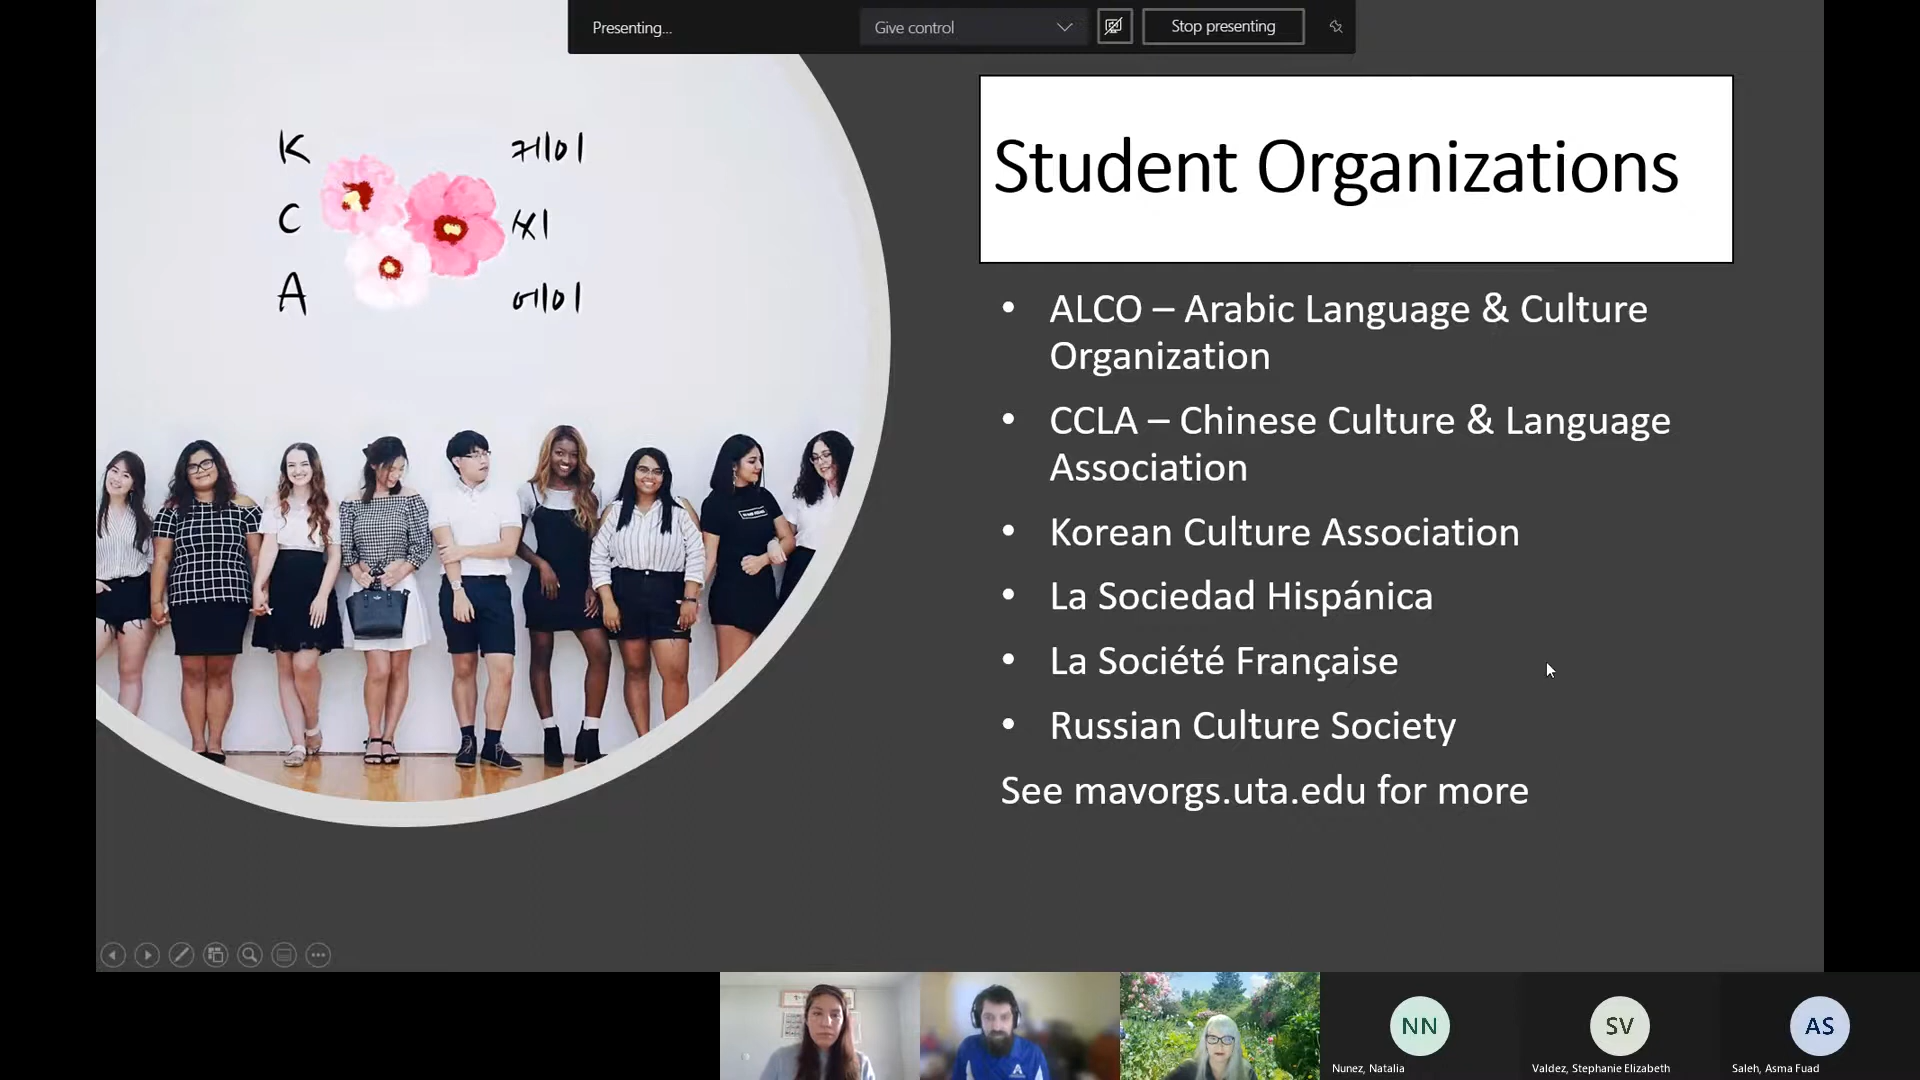 Presenting...
Give control
Stop presenting
K
케이
C
씨
A
에이
Student Organizations
• ALCO – Arabic Language & Culture
Organization
• CCLA – Chinese Culture & Language
Association
• Korean Culture Association
• La Sociedad Hispánica
• La Société Française
• Russian Culture Society
See mavorgs.uta.edu for more
NN
SV
AS
Nunez, Natalia
Valdez, Stephanie Elizabeth
Saleh, Asma Fuad